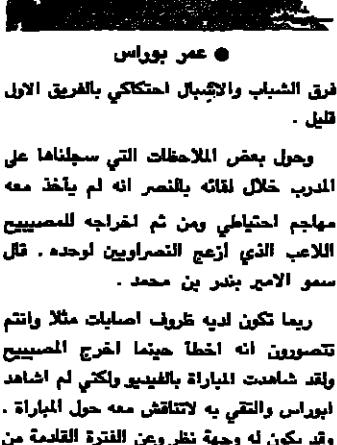 ● عمر بوراس
فرق الشباب والاشبال احتكاكي بالفريق الاول
قليل .
وحول بعض الملاحظات التي سجلناها على
المدرب خلال لقائه بالنصر انه لم يأخذ معه
مهاجم احتياطي ومن ثم اخراجه للمصيبيح
اللاعب الذي أزعج النصراويين لوحده . قال
سمو الامير بندر بن محمد .
ربما تكون لديه ظروف اصابات مثلا وانتم
تتصورون انه اخطأ حينما اخرج المصيبيح
ولقد شاهدت المباراة بالفيديو ولكني لم اشاهد
ابوراس والتقي به لاتناقش معه حول المباراة .
وقد يكون له وجهة نظر وعن الفترة القادمة من